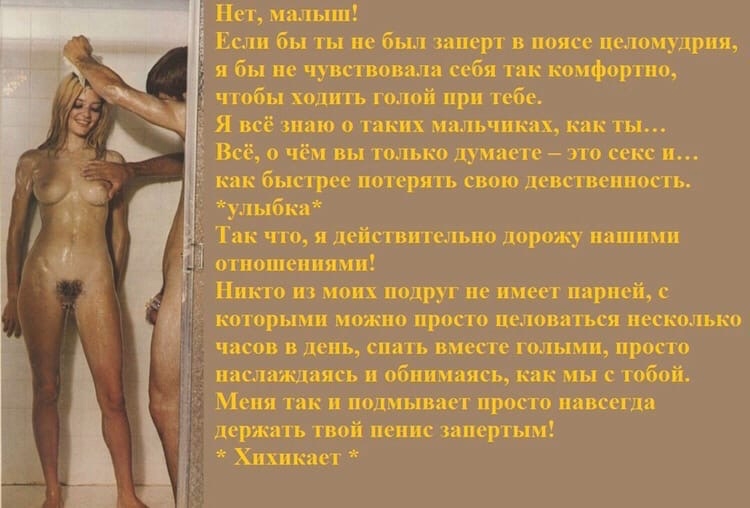 Нет, малыш!
Если бы ты не был заперт в поясе целомудрия,
я бы не чувствовала себя так комфортно,
чтобы ходить голой при тебе.
Я всё знаю о таких мальчиках, как ты…
Всё, о чём вы только думаете – это секс и…
как быстрее потерять свою девственность.
*улыбка*
Так что, я действительно дорожу нашими
отношениями!
Никто из моих подруг не имеет парней, с
которыми можно просто целоваться несколько
часов в день, спать вместе голыми, просто
наслаждаясь и обнимаясь, как мы с тобой.
Меня так и подмывает просто навсегда
держать твой пенис запертым!
* Хихикает *